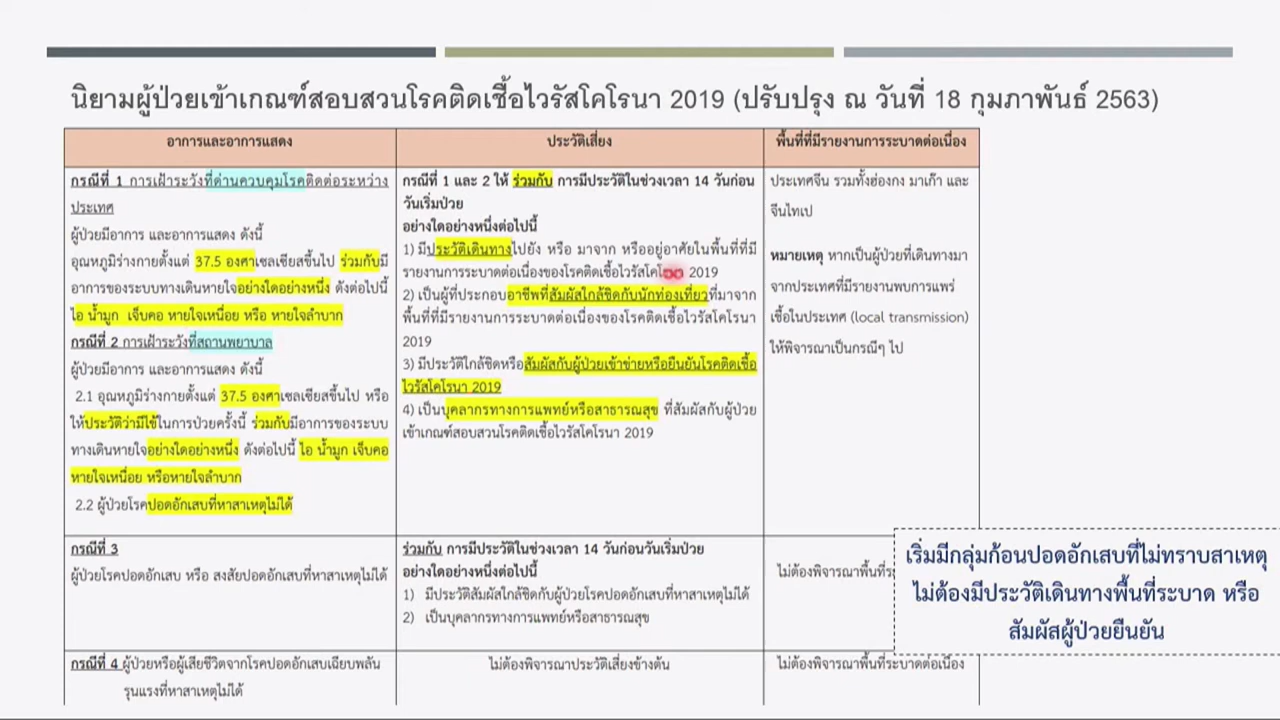 นิยามผู้ป่วยเข้าเกณฑ์สอบสวนโรคติดเชื้อไวรัสโคโรนา 2019 (ปรับปรุง ณ วันที่ 18 กุมภาพันธ์ 2563)
อาการและอาการแสดง
ประวัติเสี่ยง
พื้นที่ที่มีรายงานการระบาดต่อเนื่อง
กรณีที่ 1 การเฝ้าระวังที่ด่านควบคุมโรคติดต่อระหว่าง
ประเทศ
ผู้ป่วยมีอาการ และอาการแสดง ดังนี้
อุณหภูมิร่างกายตั้งแต่ 37.5 องศาเซลเซียสขึ้นไป ร่วมกับมี
อาการของระบบทางเดินหายใจอย่างใดอย่างหนึ่ง ดังต่อไปนี้
ไอ น้ำมูก เจ็บคอ หายใจเหนื่อย หรือ หายใจลำบาก
กรณีที่ 2 การเฝ้าระวังที่สถานพยาบาล
ผู้ป่วยมีอาการ และอาการแสดง ดังนี้
2.1 อุณหภูมิร่างกายตั้งแต่ 37.5 องศาเซลเซียสขึ้นไป หรือ
ให้ประวัติว่ามีไข้ในการป่วยครั้งนี้ ร่วมกับมีอาการของระบบ
ทางเดินหายใจอย่างใดอย่างหนึ่ง ดังต่อไปนี้ ไอ น้ำมูก เจ็บคอ
หายใจเหนื่อย หรือหายใจลำบาก
2.2 ผู้ป่วยโรคปอดอักเสบที่หาสาเหตุไม่ได้
กรณีที่ 1 และ 2 ให้ ร่วมกับ การมีประวัติในช่วงเวลา 14 วันก่อน
วันเริ่มป่วย
อย่างใดอย่างหนึ่งต่อไปนี้
1) มีประวัติเดินทางไปยัง หรือ มาจาก หรืออยู่อาศัยในพื้นที่ที่มี
รายงานการระบาดต่อเนื่องของโรคติดเชื้อไวรัสโคโรนา 2019
2) เป็นผู้ที่ประกอบอาชีพที่สัมผัสใกล้ชิดกับนักท่องเที่ยวที่มาจาก
พื้นที่ที่มีรายงานการระบาดต่อเนื่องของโรคติดเชื้อไวรัสโคโรนา
2019
3) มีประวัติใกล้ชิดหรือสัมผัสกับผู้ป่วยเข้าข่ายหรือยืนยันโรคติดเชื้อ
ไวรัสโคโรนา 2019
4) เป็นบุคลากรทางการแพทย์หรือสาธารณสุข ที่สัมผัสกับผู้ป่วย
เข้าเกณฑ์สอบสวนโรคติดเชื้อไวรัสโคโรนา 2019
ประเทศจีน รวมทั้งฮ่องกง มาเก๊า และ
จีนไทเป
หมายเหตุ หากเป็นผู้ป่วยที่เดินทางมา
จากประเทศที่มีรายงานพบการแพร่
เชื้อในประเทศ (local transmission)
ให้พิจารณาเป็นกรณีๆ ไป
กรณีที่ 3
ผู้ป่วยโรคปอดอักเสบ หรือ สงสัยปอดอักเสบที่หาสาเหตุไม่ได้
ร่วมกับ การมีประวัติในช่วงเวลา 14 วันก่อนวันเริ่มป่วย
อย่างใดอย่างหนึ่งต่อไปนี้
1) มีประวัติสัมผัสใกล้ชิดกับผู้ป่วยโรคปอดอักเสบที่หาสาเหตุไม่ได้
2) เป็นบุคลากรทางการแพทย์หรือสาธารณสุข
ไม่ต้องพิจารณาพื้นที่ระ
เริ่มมีกลุ่มก้อนปอดอักเสบที่ไม่ทราบสาเหตุ
ไม่ต้องมีประวัติเดินทางพื้นที่ระบาด หรือ
สัมผัสผู้ป่วยยืนยัน
กรณีที่ 4 ผู้ป่วยหรือผู้เสียชีวิตจากโรคปอดอักเสบเฉียบพลัน
รุนแรงที่หาสาเหตุไม่ได้
ไม่ต้องพิจารณาประวัติเสี่ยงข้างต้น
ไม่ต้องพิจารณาพื้นที่ระบาดต่อเนื่อง